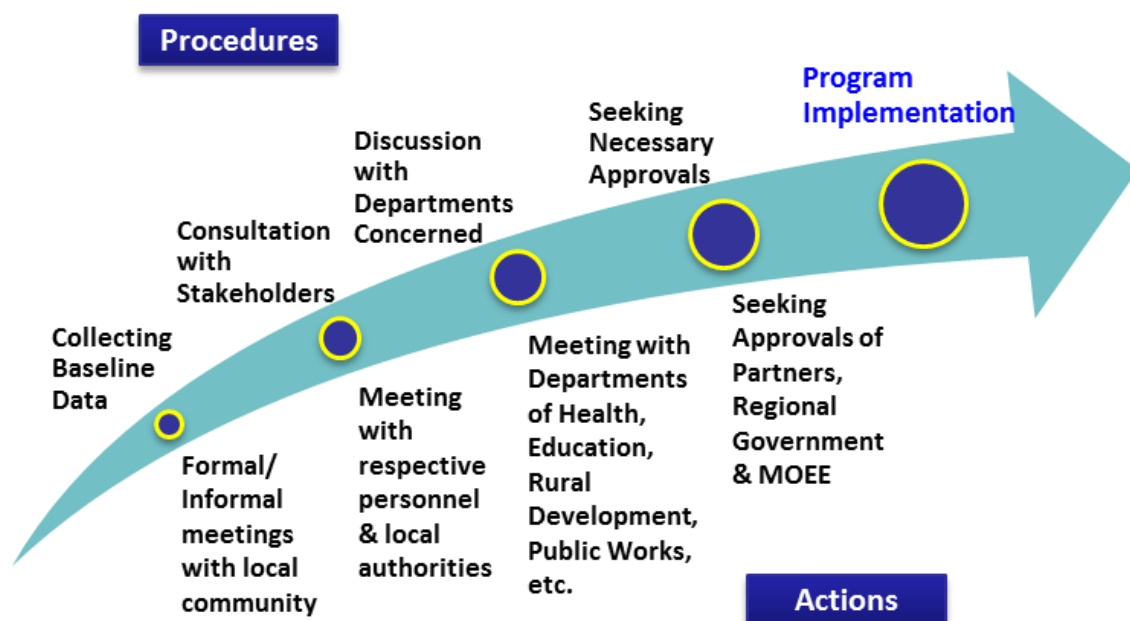 Procedures
Program
Implementation
Seeking
Necessary
Approvals
Discussion
with
Departments
Concerned
Consultation
with
Stakeholders
Collecting
Baseline
Data
Formal/
Informal
meetings
with local
community
Meeting
with
respective
personnel
& local
authorities
Meeting with
Departments
of Health,
Education,
Rural
Development,
Public Works,
etc.
Seeking
Approvals of
Partners,
Regional
Government
& MOEE
Actions